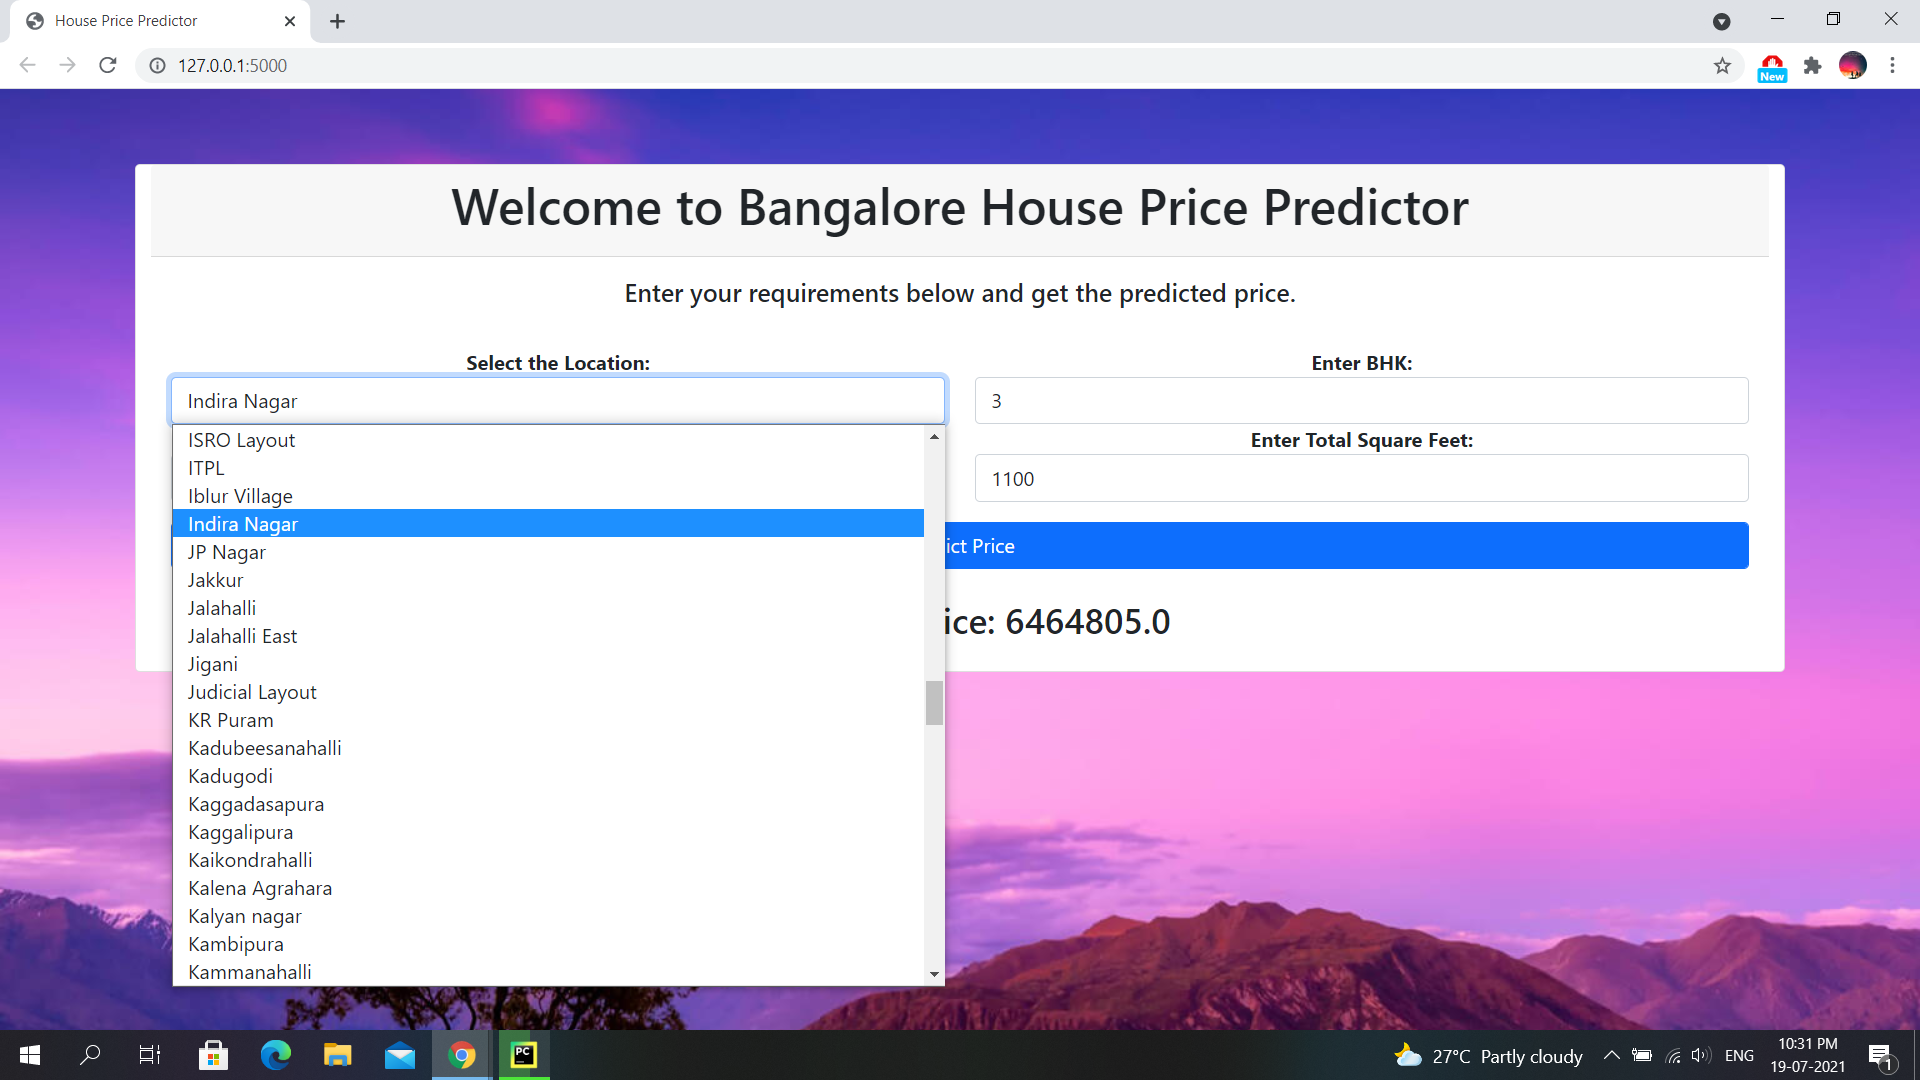 House Price Predictor
127.0.0.1:5000
New
Welcome to Bangalore House Price Predictor
Enter your requirements below and get the predicted price.
Select the Location:
Enter BHK:
Indira Nagar
3
Enter Total Square Feet:
1100
ISRO Layout
ITPL
Iblur Village
Indira Nagar
JP Nagar
Jakkur
Jalahalli
Jalahalli East
Jigani
Judicial Layout
KR Puram
Kadubeesanahalli
Kadugodi
Kaggadasapura
Kaggalipura
Kaikondrahalli
Kalena Agrahara
Kalyan nagar
Kambipura
Kammanahalli
ict Price
ice: 6464805.0
PC
27°C Partly cloudy
ENG
10:31 PM
19-07-2021
1